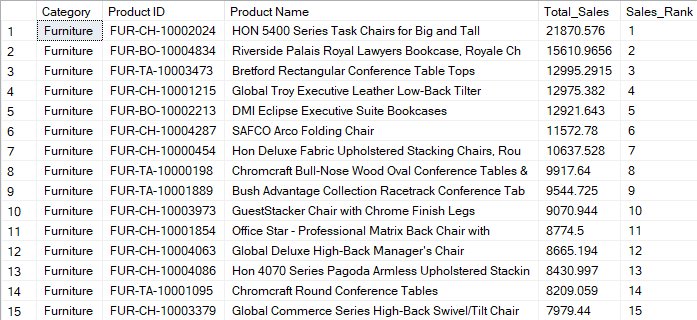 Category Product ID Product Name Total_Sales Sales_Rank
1 Furniture FUR-CH-10002024 HON 5400 Series Task Chairs for Big and Tall 21870.576 1
2 Furniture FUR-BO-10004834 Riverside Palais Royal Lawyers Bookcase, Royale Ch 15610.9656 2
3 Furniture FUR-TA-10003473 Bretford Rectangular Conference Table Tops 12995.2915 3
4 Furniture FUR-CH-10001215 Global Troy Executive Leather Low-Back Tilter 12975.382 4
5 Furniture FUR-BO-10002213 DMI Eclipse Executive Suite Bookcases 12921.643 5
6 Furniture FUR-CH-10004287 SAFCO Arco Folding Chair 11572.78 6
7 Furniture FUR-CH-10000454 Hon Deluxe Fabric Upholstered Stacking Chairs, Rou 10637.528 7
8 Furniture FUR-TA-10000198 Chromcraft Bull-Nose Wood Oval Conference Tables & 9917.64 8
9 Furniture FUR-TA-10001889 Bush Advantage Collection Racetrack Conference Tab 9544.725 9
10 Furniture FUR-CH-10003973 GuestStacker Chair with Chrome Finish Legs 9070.944 10
11 Furniture FUR-CH-10001854 Office Star - Professional Matrix Back Chair with 8774.5 11
12 Furniture FUR-CH-10004063 Global Deluxe High-Back Manager's Chair 8665.194 12
13 Furniture FUR-CH-10004086 Hon 4070 Series Pagoda Armless Upholstered Stackin 8430.997 13
14 Furniture FUR-TA-10001095 Chromcraft Round Conference Tables 8209.059 14
15 Furniture FUR-CH-10003379 Global Commerce Series High-Back Swivel/Tilt Chair 7979.44 15